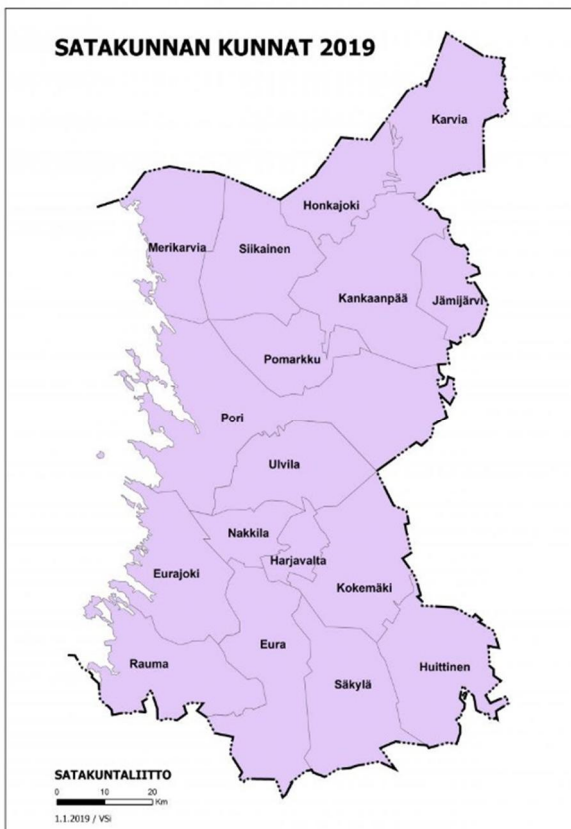 SATAKUNNAN KUNNAT 2019
Karvia
Honkajoki
Merikarvia
Siikainen
Kankaanpää
Jämijärvi
Pomarkku
Pori
Ulvila
Nakkila
Harjavalta
Eurajoki
Kokemäki
Eura
Rauma
Huittinen
Säkylä
SATAKUNTALIITTO
0 10 20
Km
1.1.2019 / VSi